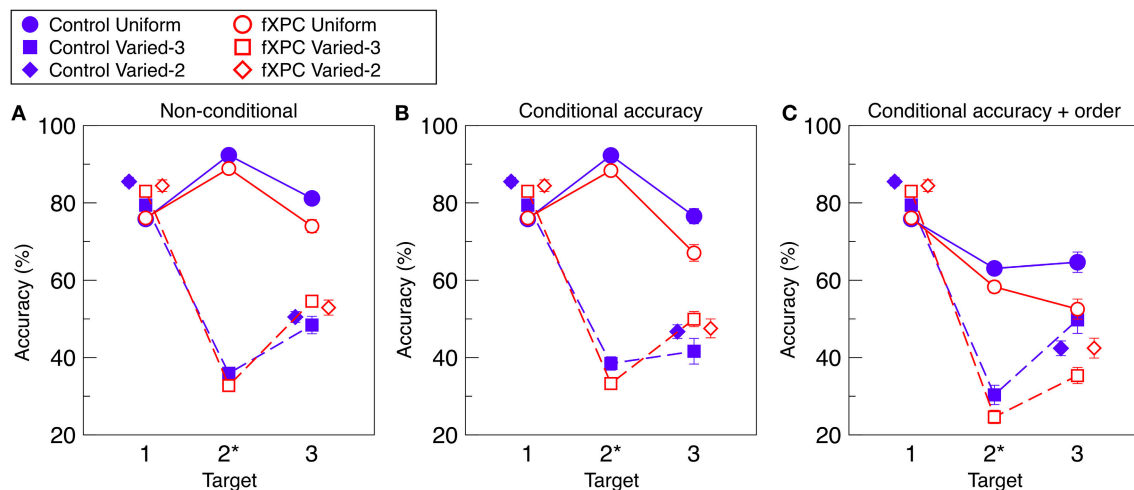 Control Uniform fXPC Uniform
Control Varied-3 fXPC Varied-3
Control Varied-2 fXPC Varied-2
A Non-conditional
B Conditional accuracy
C Conditional accuracy + order
Accuracy (%)
100
80
60
40
20
1 2* 3
Target
Accuracy (%)
100
80
60
40
20
1 2* 3
Target
Accuracy (%)
100
80
60
40
20
1 2* 3
Target